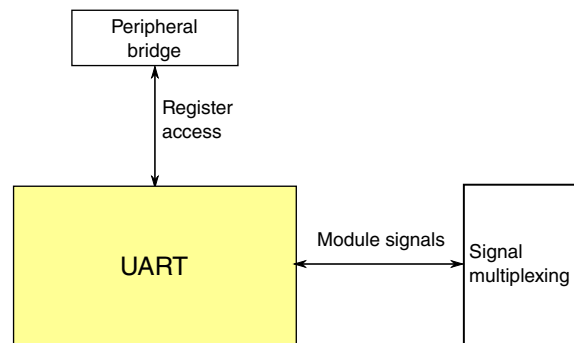 Peripheral
bridge
Register
access
UART
Module signals
Signal
multiplexing